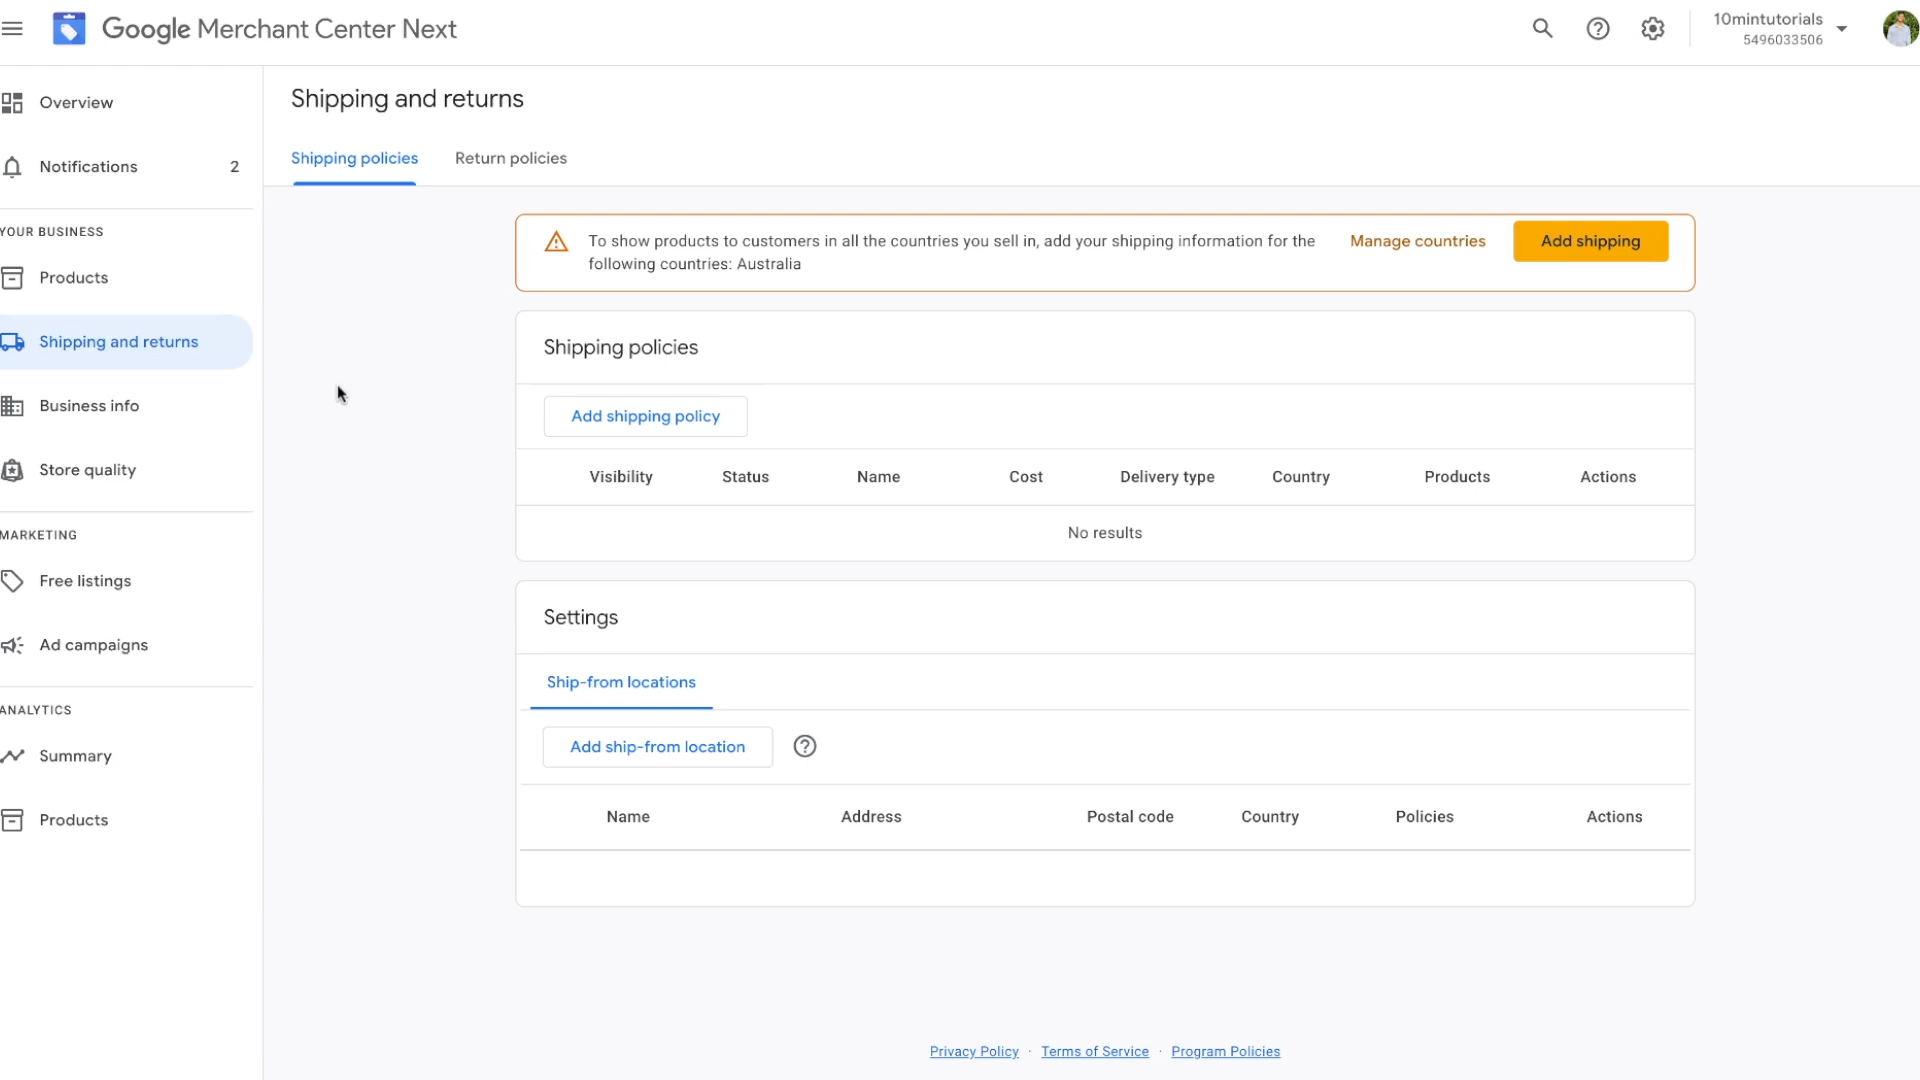 Google Merchant Center Next
10mintutorials
5496033506
Overview
Notifications 2
YOUR BUSINESS
Products
Shipping and returns
Business info
Store quality
MARKETING
Free listings
Ad campaigns
ANALYTICS
Summary
Products
Shipping and returns
Shipping policies Return policies
To show products to customers in all the countries you sell in, add your shipping information for the
following countries: Australia
Manage countries
Add shipping
Shipping policies
Add shipping policy
Visibility Status Name Cost Delivery type Country Products Actions
No results
Settings
Ship-from locations
Add ship-from location
Name Address Postal code Country Policies Actions
Privacy Policy · Terms of Service · Program Policies